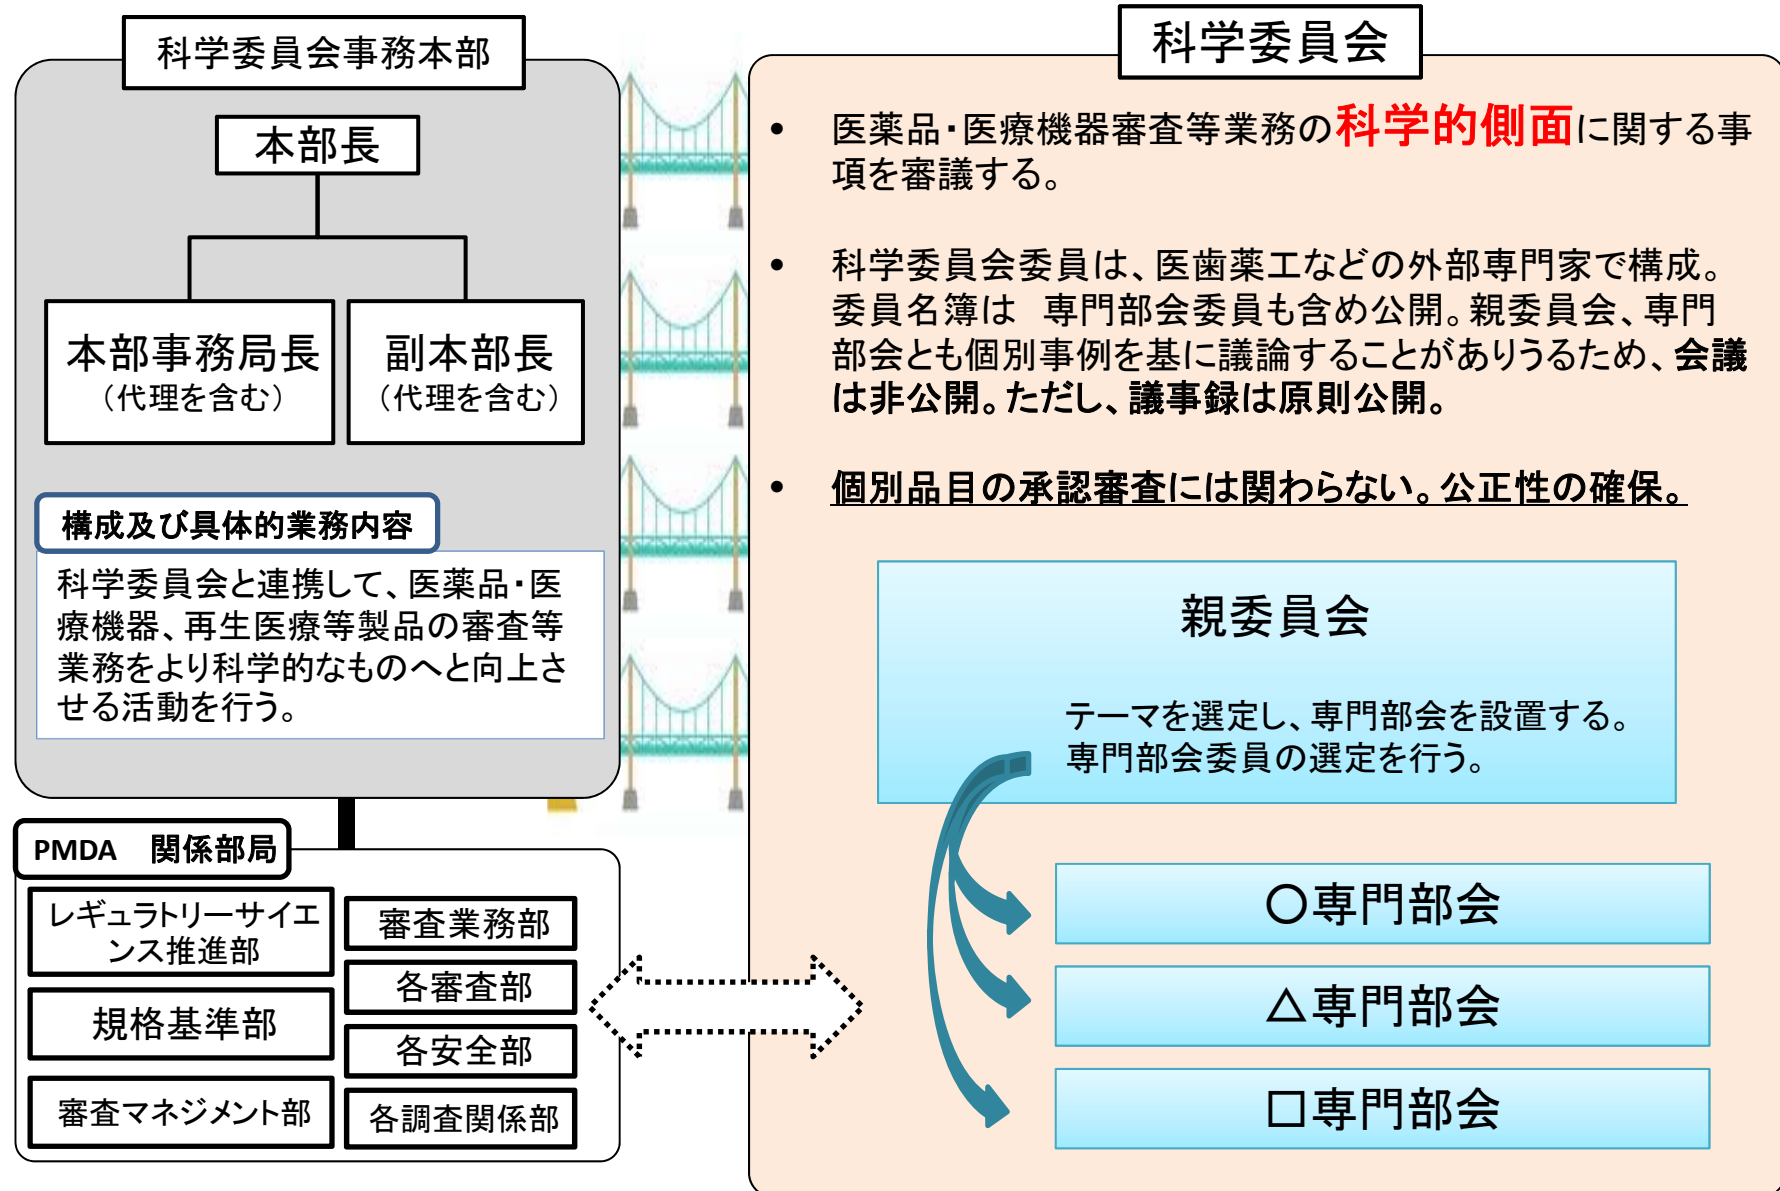 科学委員会事務本部
本部長
本部事務局長
（代理を含む）
副本部長
（代理を含む）
構成及び具体的業務内容
科学委員会と連携して、医薬品・医
療機器、再生医療等製品の審査等
業務をより科学的なものへと向上さ
せる活動を行う。
PMDA　関係部局
レギュラトリーサイエ
ンス推進部
規格基準部
審査マネジメント部
審査業務部
各審査部
各安全部
各調査関係部
科学委員会
• 医薬品・医療機器審査等業務の科学的側面に関する事
項を審議する。
• 科学委員会委員は、医歯薬工などの外部専門家で構成。
委員名簿は　専門部会委員も含め公開。親委員会、専門
部会とも個別事例を基に議論することがありうるため、会議
は非公開。ただし、議事録は原則公開。
• 個別品目の承認審査には関わらない。公正性の確保。
親委員会
テーマを選定し、専門部会を設置する。
専門部会委員の選定を行う。
○専門部会
△専門部会
□専門部会